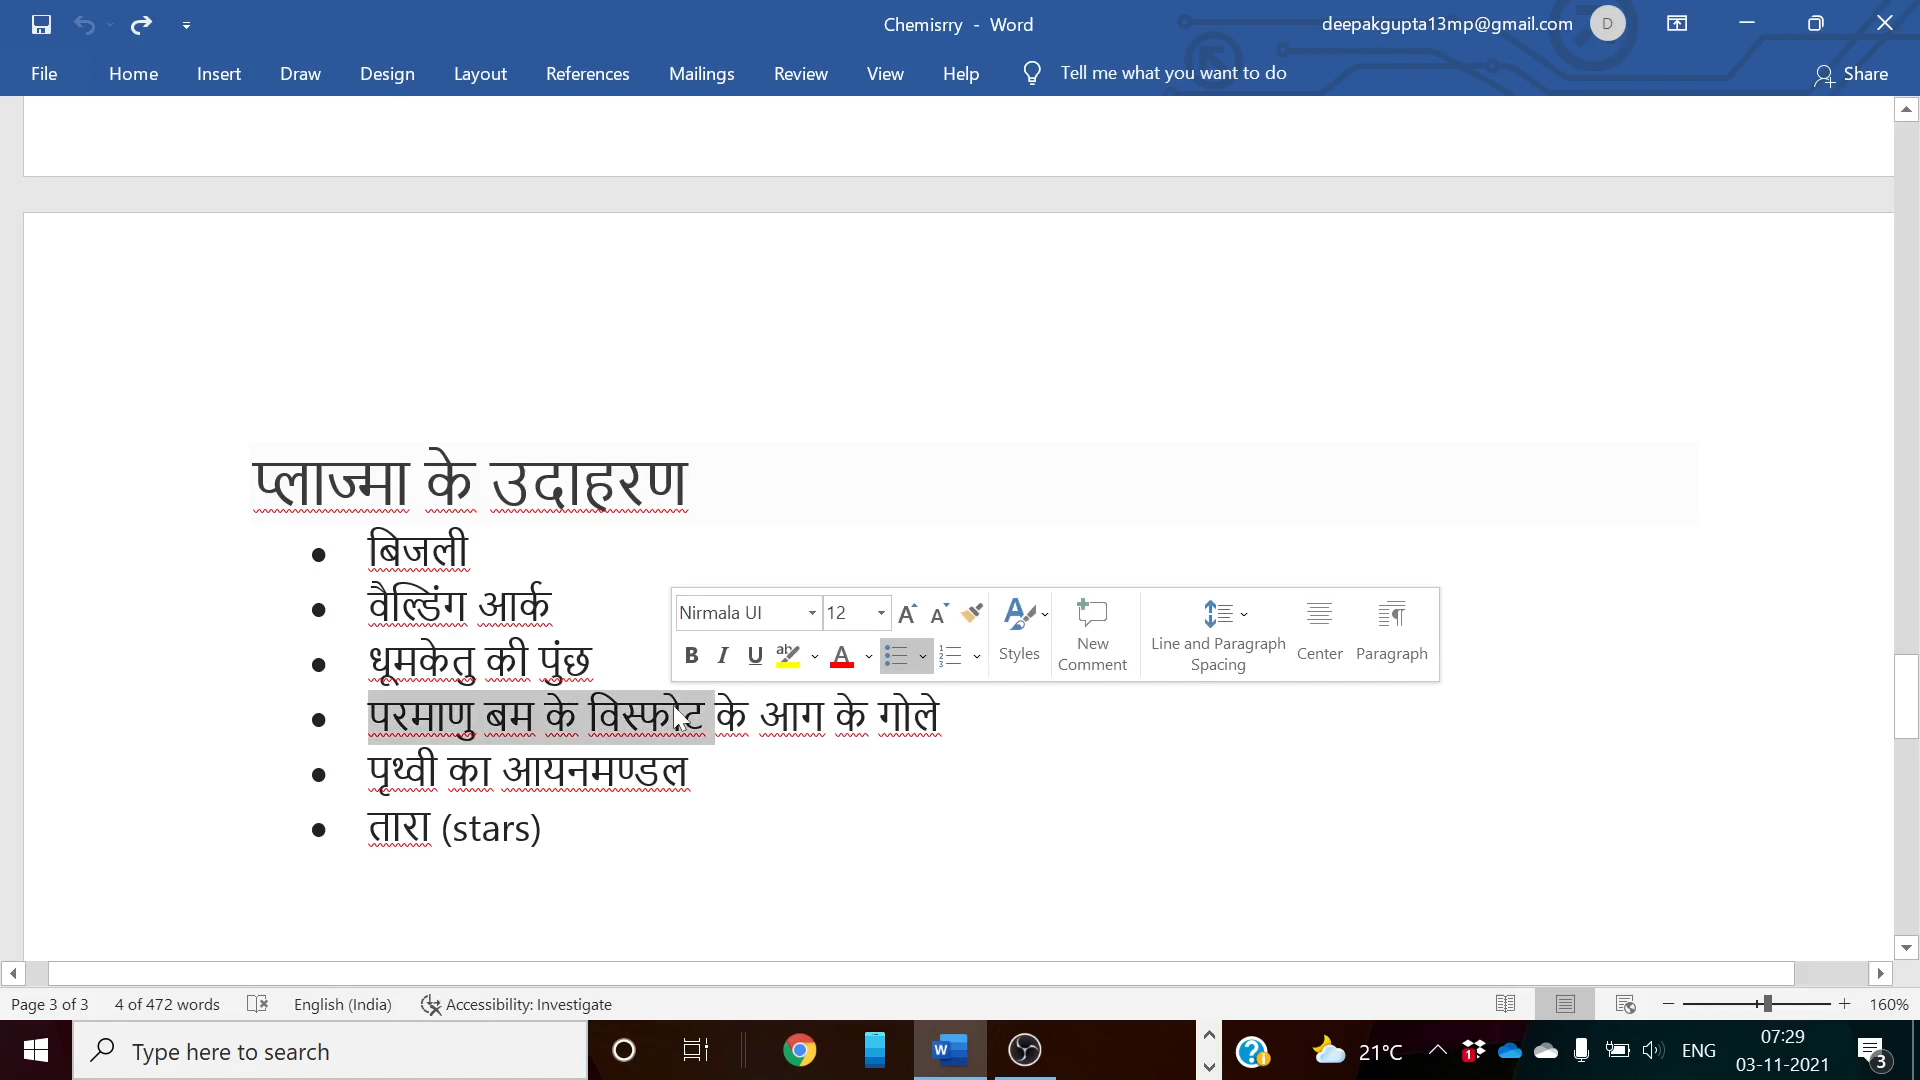 Chemisrry - Word
deepakgupta13mp@gmail.com
D
File Home Insert Draw Design Layout References Mailings Review View Help Tell me what you want to do Share
प्लाज्मा के उदाहरण
बिजली
वैल्डिंग आर्क
धूमकेतु की पुंछ
परमाणु बम के विस्फोट के आग के गोले
पृथ्वी का आयनमण्डल
तारा (stars)
Nirmala UI 12
Styles
New Comment
Line and Paragraph Spacing
Center
Paragraph
Page 3 of 3 4 of 472 words English (India) Accessibility: Investigate 160%
Type here to search
21°C
1
ENG
07:29
03-11-2021
3